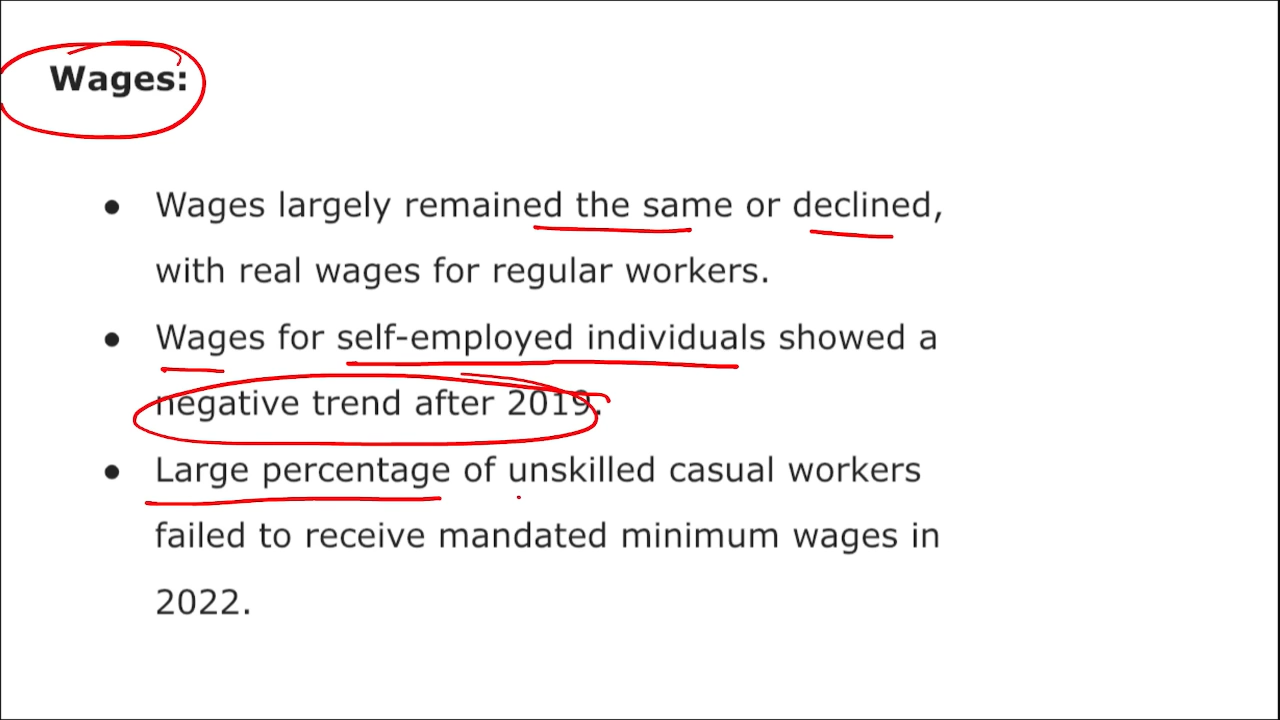 Wages:
● Wages largely remained the same or declined,
with real wages for regular workers.
● Wages for self-employed individuals showed a
negative trend after 2019.
● Large percentage of unskilled casual workers
failed to receive mandated minimum wages in
2022.